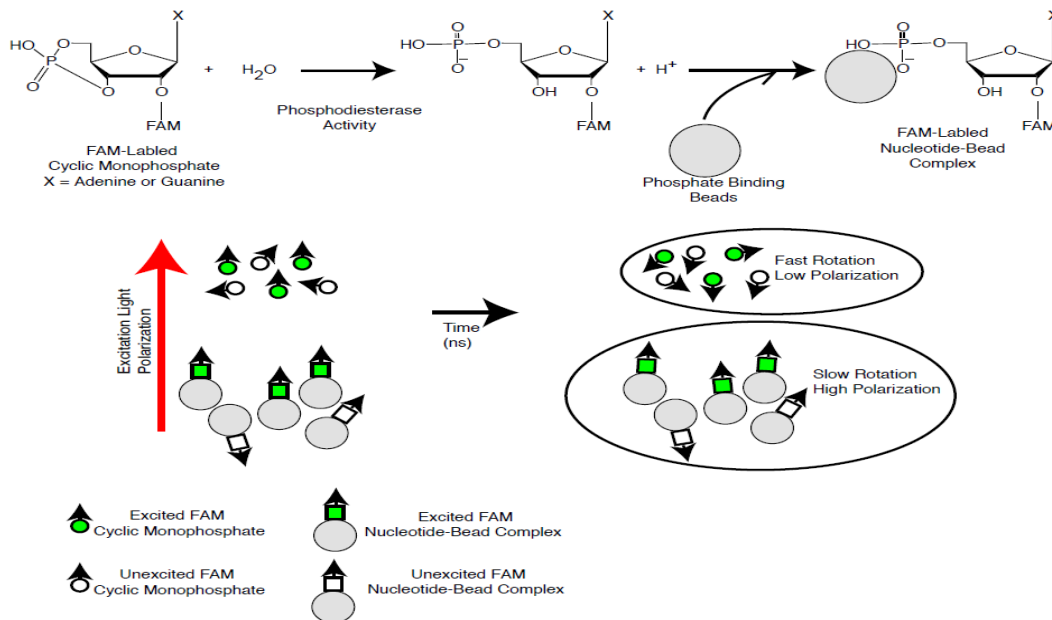 X
HO
P
O
O
O
O
O
FAM
+
H₂O
Phosphodiesterase
Activity
X
O
HO
P
O
O⁻
O
OH
O
FAM
+ H⁺
Phosphate Binding
Beads
X
O
HO
P
O
O⁻
O
OH
O
FAM
FAM-Labled
Cyclic Monophosphate
X = Adenine or Guanine
FAM-Labled
Nucleotide-Bead
Complex
Excitation Light
Polarization
Time
(ns)
Fast Rotation
Low Polarization
Slow Rotation
High Polarization
Excited FAM
Cyclic Monophosphate
Excited FAM
Nucleotide-Bead Complex
Unexcited FAM
Cyclic Monophosphate
Unexcited FAM
Nucleotide-Bead Complex